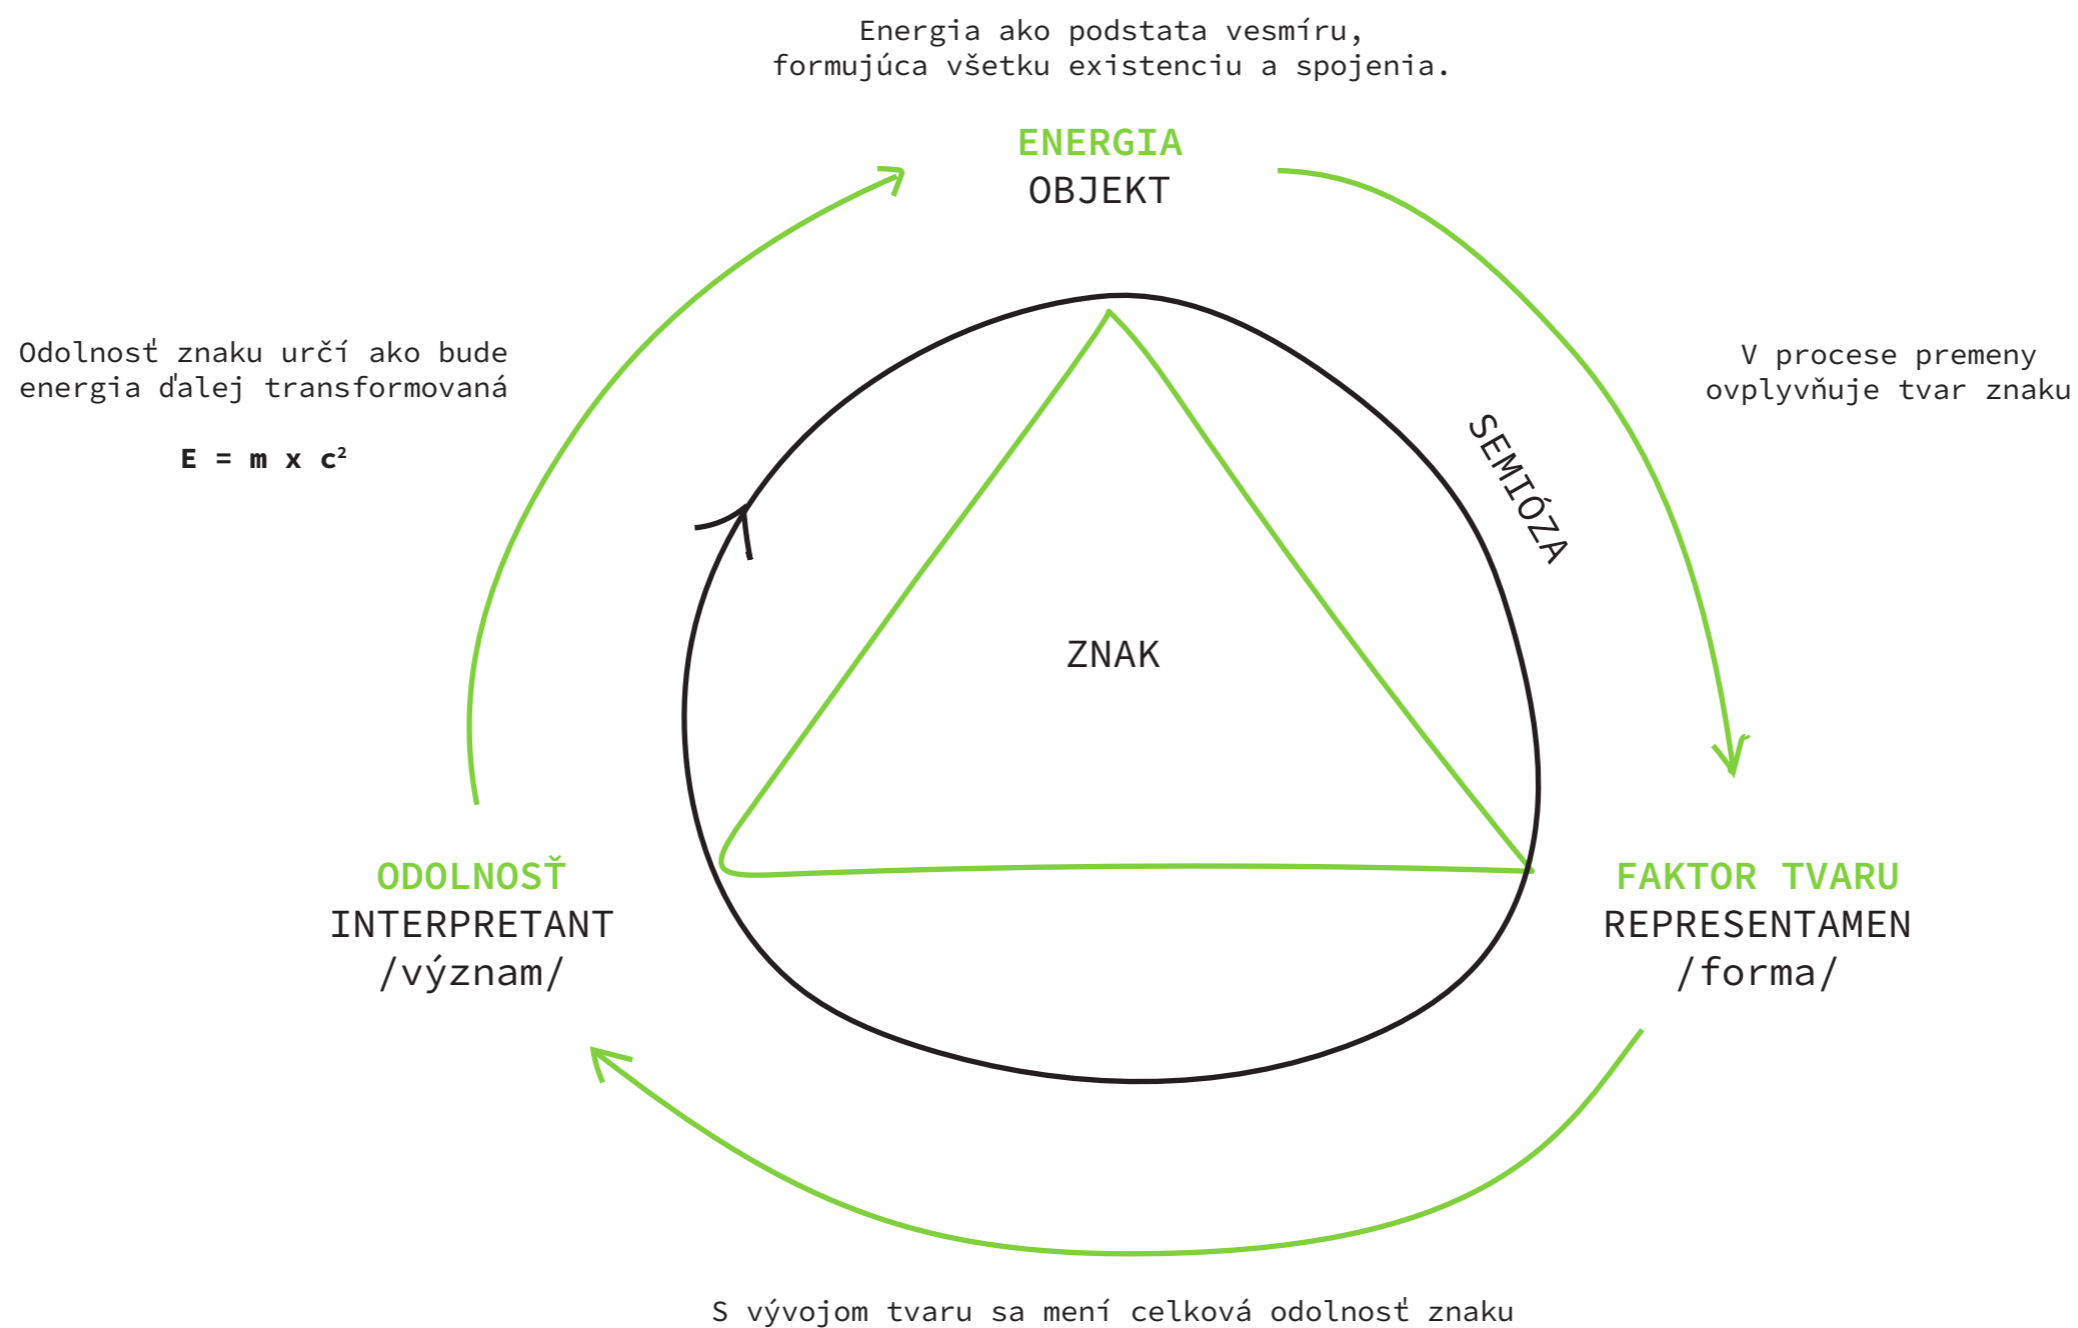 Energia ako podstata vesmíru,
formujúca všetku existenciu a spojenia.
ENERGIA
OBJEKT
Odolnosť znaku určí ako bude
energia ďalej transformovaná
E = m x c²
V procese premeny
ovplyvňuje tvar znaku
SEMIÓZA
ZNAK
ODOLNOSŤ
INTERPRETANT
/význam/
FAKTOR TVARU
REPRESENTAMEN
/forma/
S vývojom tvaru sa mení celková odolnosť znaku